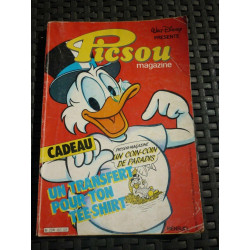 Walt Disney
PRÉSENTE
Picsou
magazine
CADEAU
PICSOU-MAGAZINE
UN COIN-COIN
DE PARADIS
UN TRANSFERT
POUR TON
TEE-SHIRT